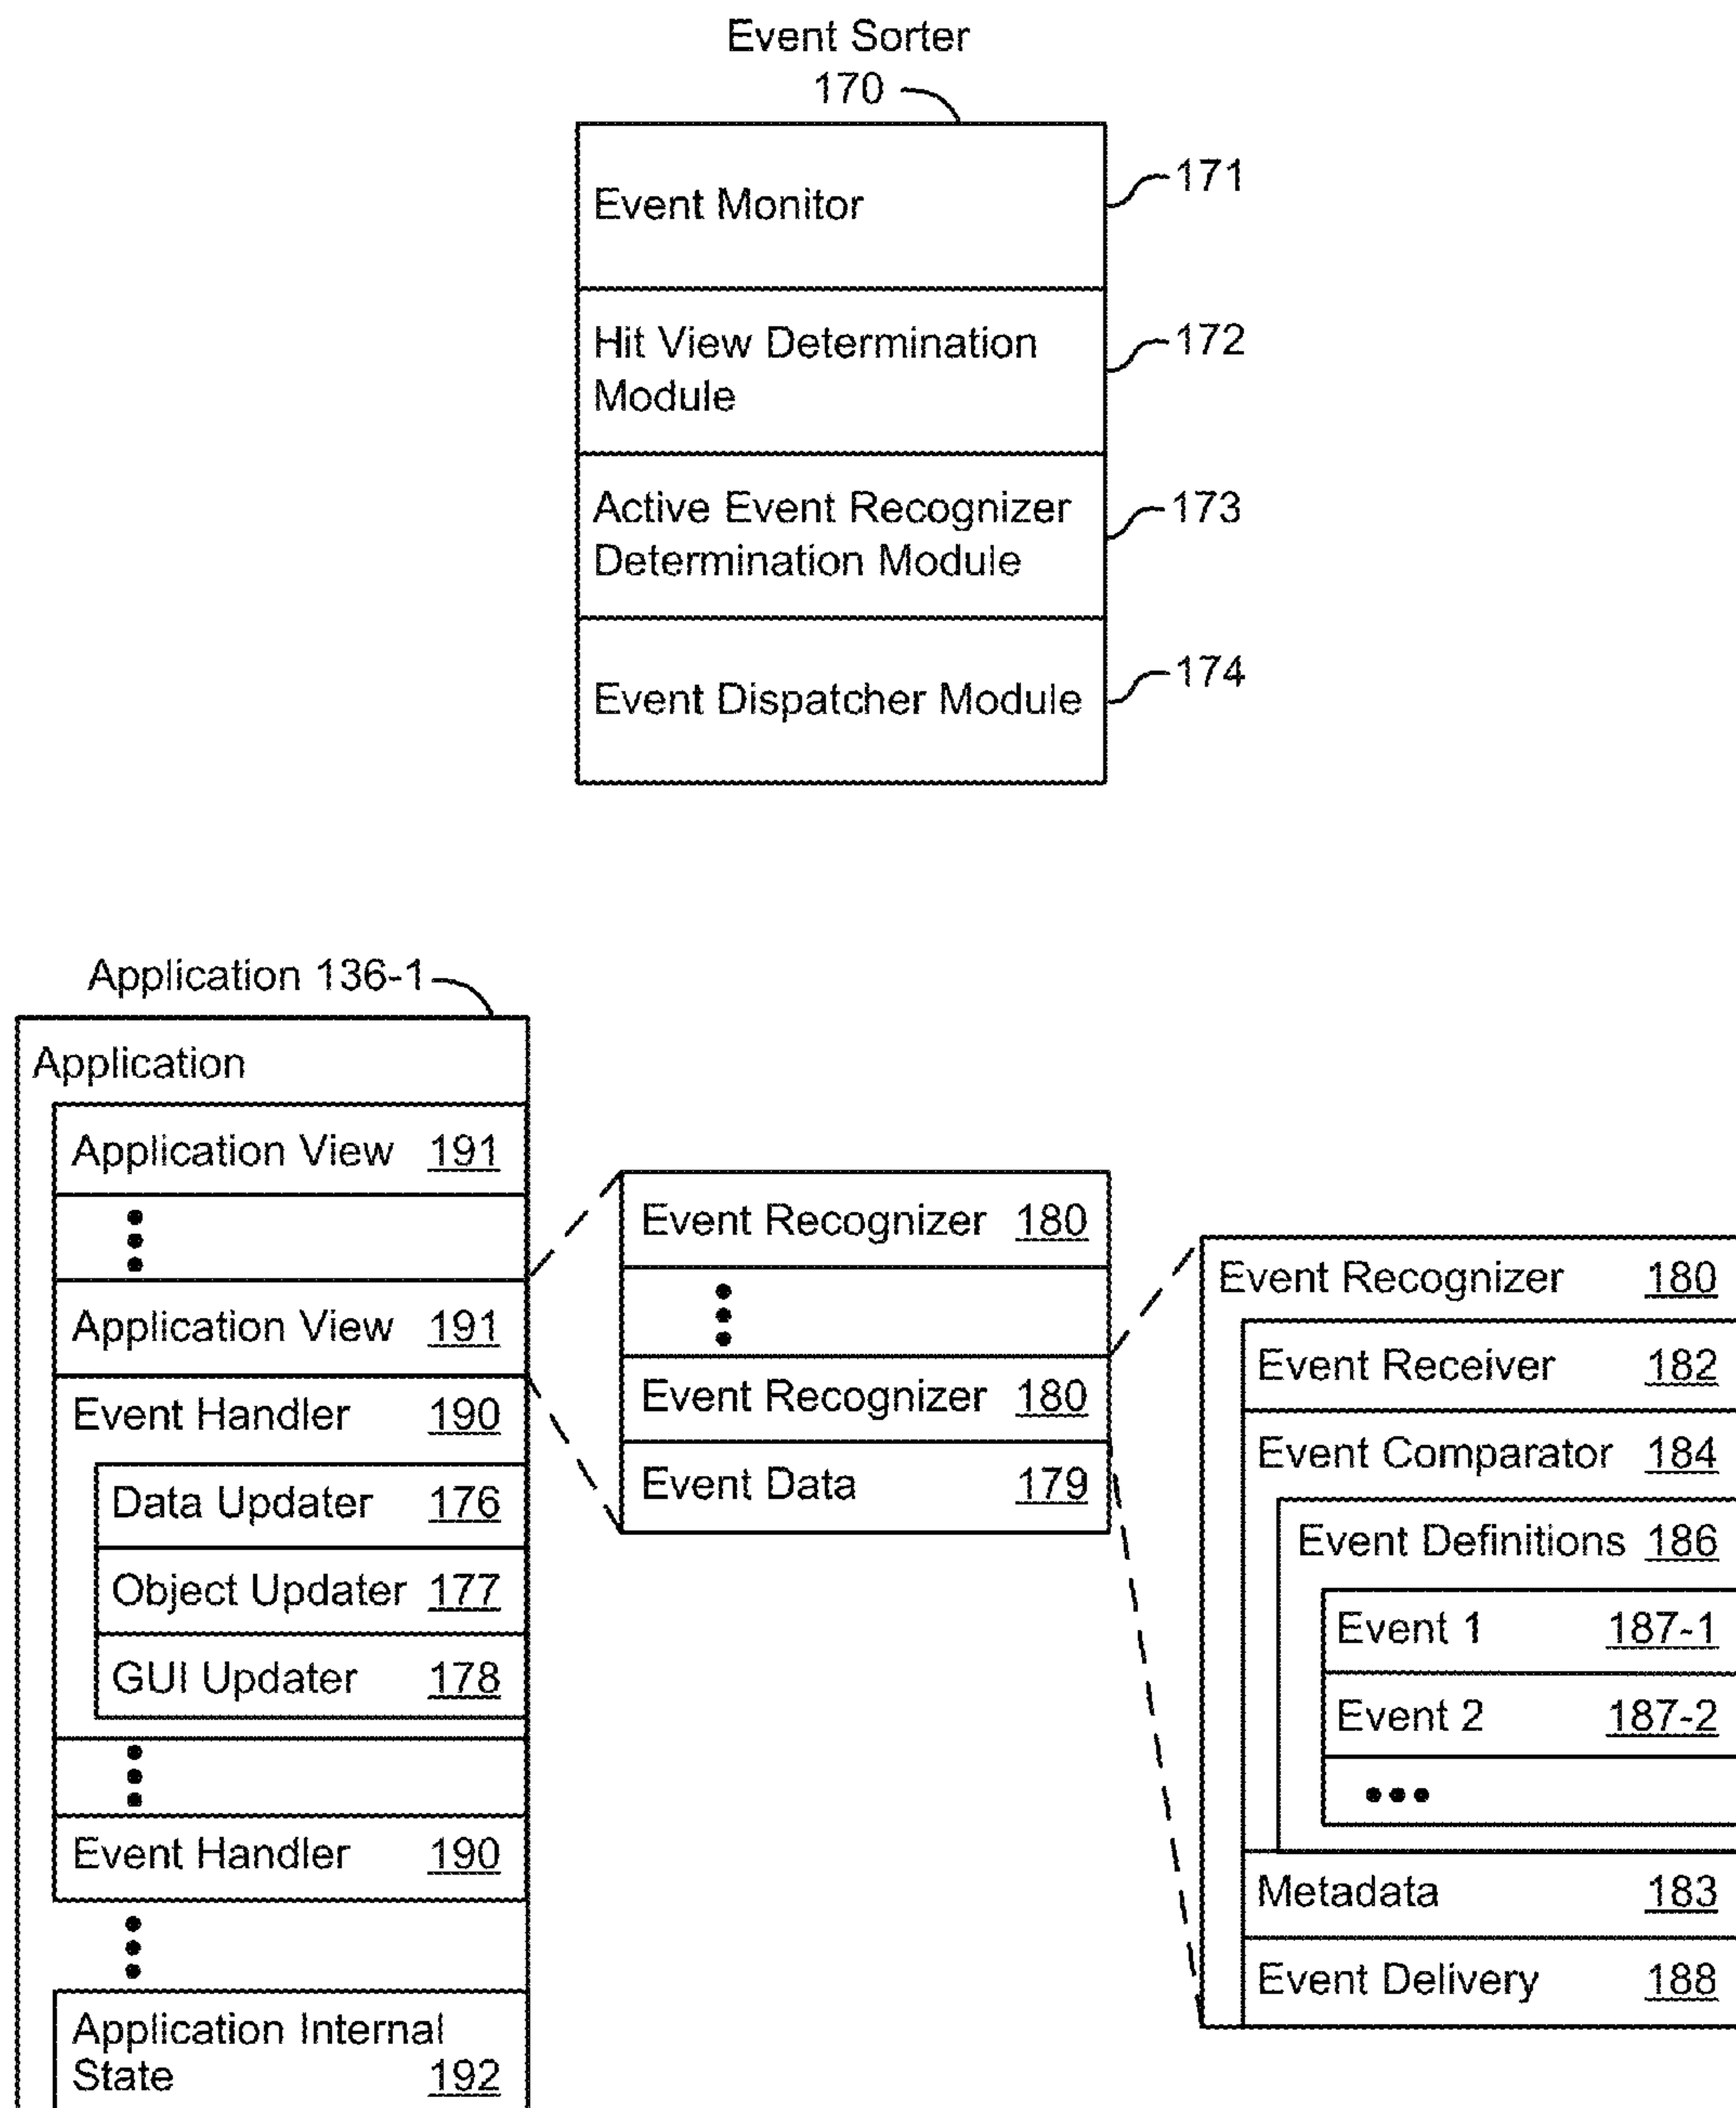 Event Sorter
170
Event Monitor
171
Hit View Determination
Module
172
Active Event Recognizer
Determination Module
173
Event Dispatcher Module
174
Application 136-1
Application
Application View 191
Application View 191
Event Handler 190
Data Updater 176
Object Updater 177
GUI Updater 178
Event Handler 190
Application Internal
State 192
Event Recognizer 180
Event Recognizer 180
Event Data 179
Event Recognizer 180
Event Receiver 182
Event Comparator 184
Event Definitions 186
Event 1 187-1
Event 2 187-2
Metadata 183
Event Delivery 188